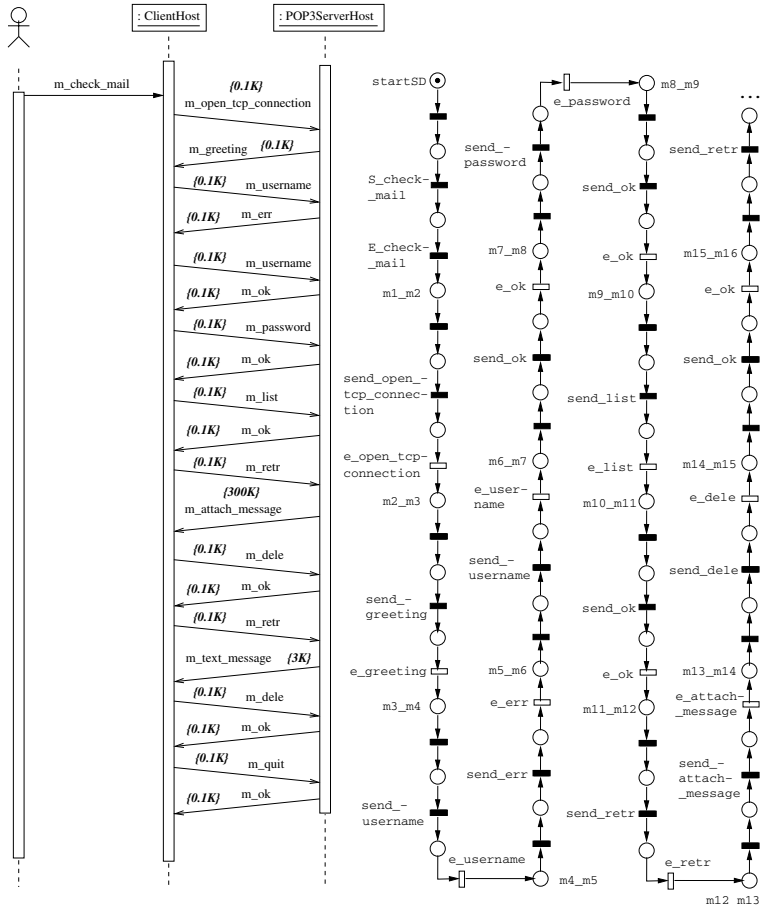 : ClientHost
: POP3ServerHost
m_check_mail
{0.1K}
m_open_tcp_connection
m_greeting {0.1K}
{0.1K} m_username
{0.1K} m_err
{0.1K} m_username
{0.1K} m_ok
{0.1K} m_password
{0.1K} m_ok
{0.1K} m_list
{0.1K} m_ok
{0.1K} m_retr
{300K}
m_attach_message
{0.1K} m_dele
{0.1K} m_ok
{0.1K} m_retr
m_text_message {3K}
{0.1K} m_dele
{0.1K} m_ok
{0.1K} m_quit
{0.1K} m_ok
startSD
S_check-
_mail
E_check-
_mail
m1_m2
send_open_-
tcp_connec-
tion
e_open_tcp-
connection
m2_m3
send_-
greeting
e_greeting
m3_m4
send_-
username
e_username
m4_m5
send_err
e_err
m5_m6
send_-
username
e_user-
name
m6_m7
send_ok
e_ok
m7_m8
send_-
password
e_password
m8_m9
send_ok
e_ok
m9_m10
send_list
e_list
m10_m11
send_ok
e_ok
m11_m12
send_retr
e_retr
m12_m13
send_-
attach-
_message
e_attach-
_message
m13_m14
send_dele
e_dele
m14_m15
send_ok
e_ok
m15_m16
send_retr
...